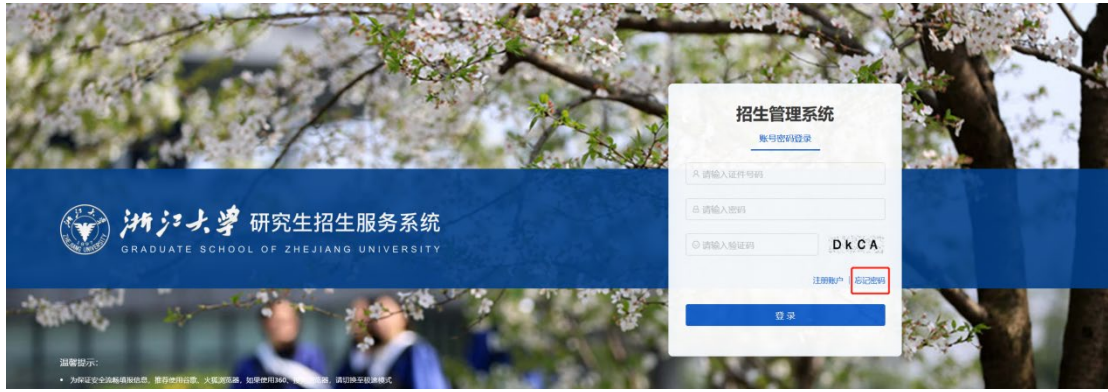 招生管理系统
账号密码登录
请输入证件号码
请输入密码
请输入验证码
DkCA
注册账户 | 忘记密码
登 录
浙江大学 研究生招生服务系统
GRADUATE SCHOOL OF ZHEJIANG UNIVERSITY
温馨提示:
• 为保证安全流畅填报信息,推荐使用谷歌、火狐浏览器,如果使用360、浏览器,请切换至极速模式